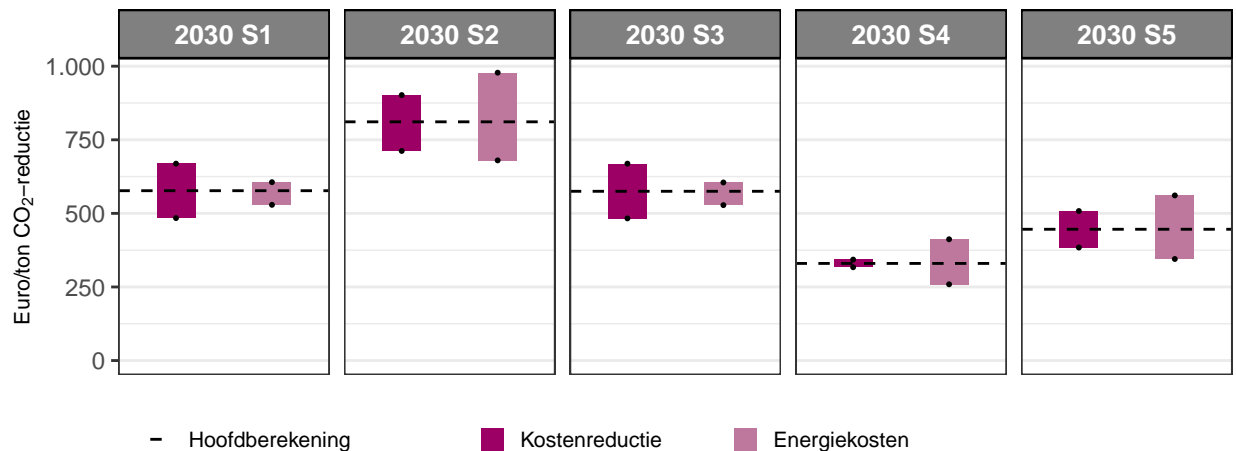 2030 S1 2030 S2 2030 S3 2030 S4 2030 S5
Euro/ton CO₂−reductie
1.000
750
500
250
0
Hoofdberekening Kostenreductie Energiekosten